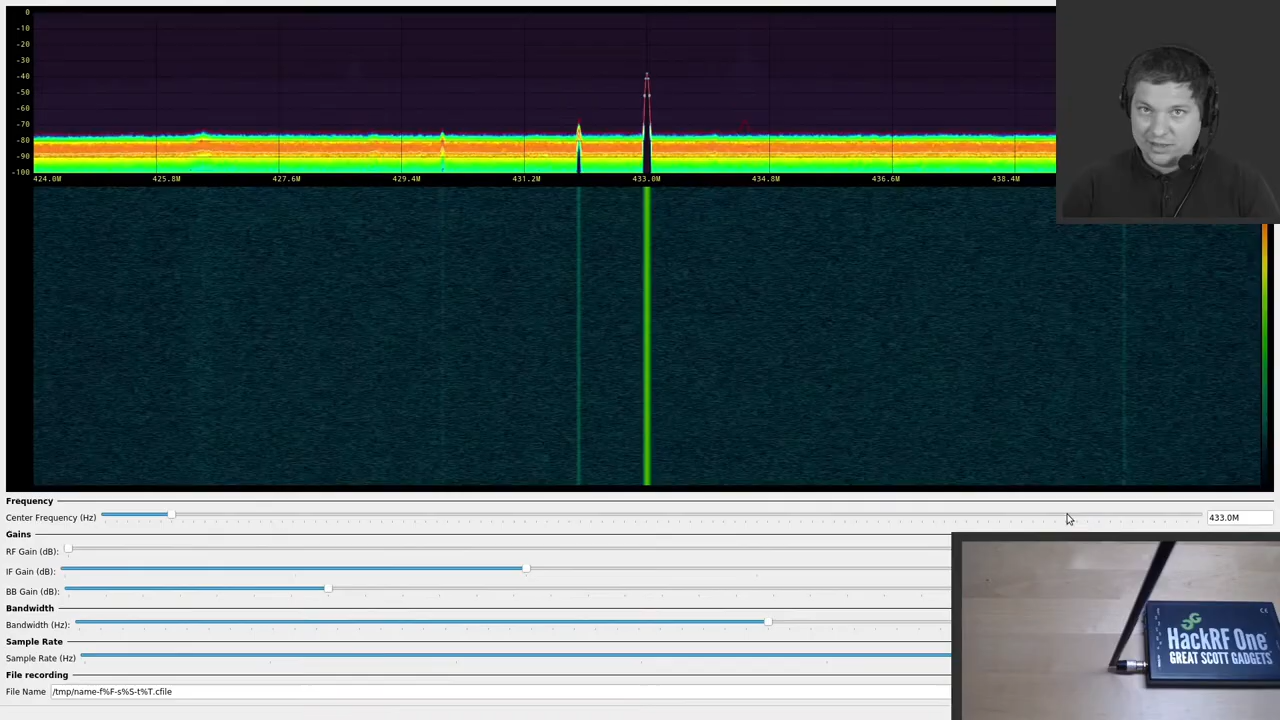 0
-10
-20
-30
-40
-50
-60
-70
-80
-90
-100
424.0M 425.8M 427.6M 429.4M 431.2M 433.0M 434.8M 436.6M 438.4M
Frequency
Center Frequency (Hz) 433.0M
Gains
RF Gain (dB):
IF Gain (dB):
BB Gain (dB):
Bandwidth
Bandwidth (Hz):
Sample Rate
Sample Rate (Hz)
File recording
File Name /tmp/name-f%F-s%S-t%T.cfile
HackRF One
GREAT SCOTT GADGETS